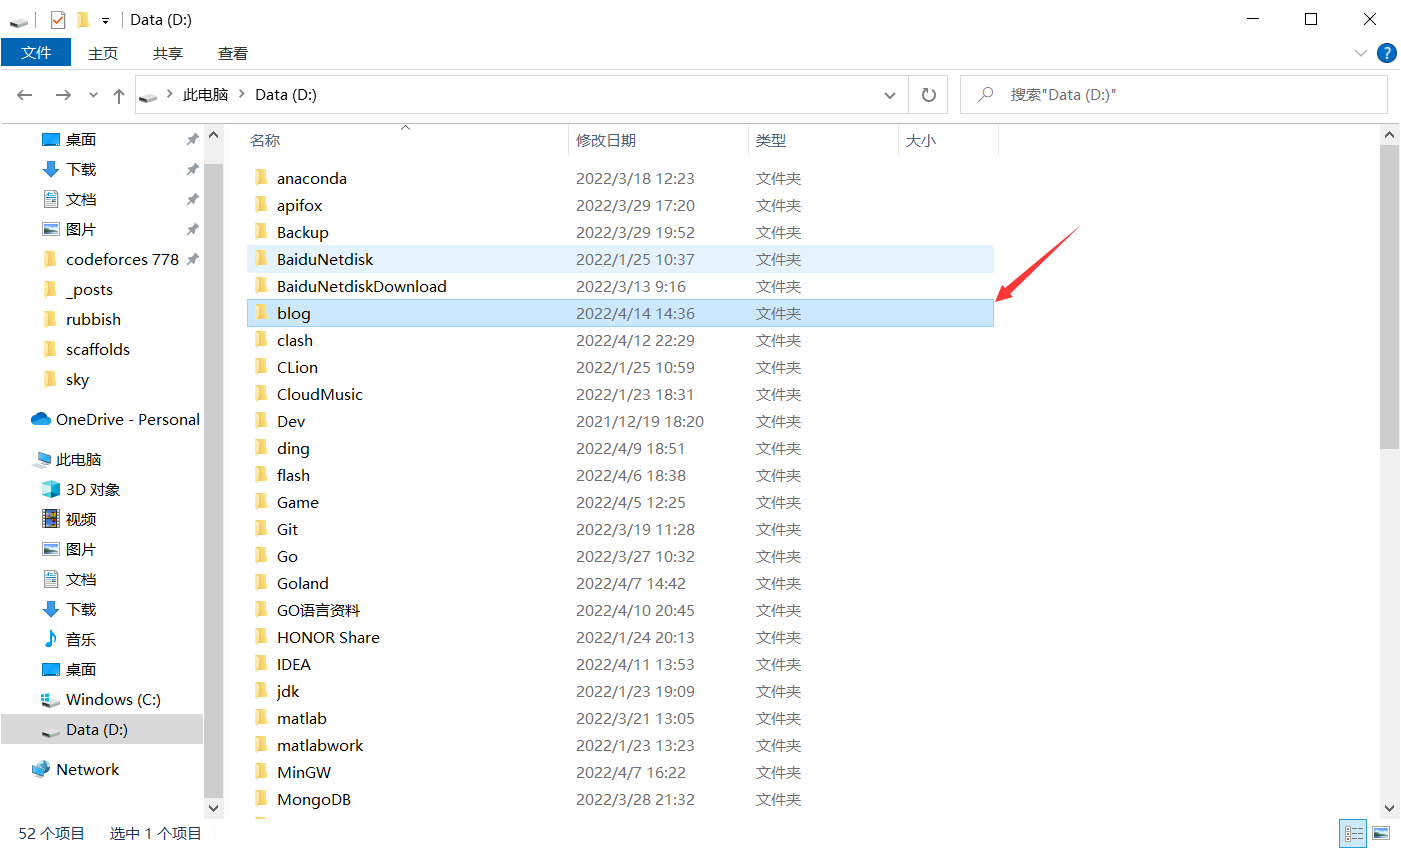 Data (D:)
文件 主页 共享 查看 ?
此电脑 Data (D:) 搜索"Data (D:)"
桌面
下载
文档
图片
codeforces 778
_posts
rubbish
scaffolds
sky
OneDrive - Personal
此电脑
3D 对象
视频
图片
文档
下载
音乐
桌面
Windows (C:)
Data (D:)
Network
名称 修改日期 类型 大小
anaconda 2022/3/18 12:23 文件夹
apifox 2022/3/29 17:20 文件夹
Backup 2022/3/29 19:52 文件夹
BaiduNetdisk 2022/1/25 10:37 文件夹
BaiduNetdiskDownload 2022/3/13 9:16 文件夹
blog 2022/4/14 14:36 文件夹
clash 2022/4/12 22:29 文件夹
CLion 2022/1/25 10:59 文件夹
CloudMusic 2022/1/23 18:31 文件夹
Dev 2021/12/19 18:20 文件夹
ding 2022/4/9 18:51 文件夹
flash 2022/4/6 18:38 文件夹
Game 2022/4/5 12:25 文件夹
Git 2022/3/19 11:28 文件夹
Go 2022/3/27 10:32 文件夹
Goland 2022/4/7 14:42 文件夹
GO语言资料 2022/4/10 20:45 文件夹
HONOR Share 2022/1/24 20:13 文件夹
IDEA 2022/4/11 13:53 文件夹
jdk 2022/1/23 19:09 文件夹
matlab 2022/3/21 13:05 文件夹
matlabwork 2022/1/23 13:23 文件夹
MinGW 2022/4/7 16:22 文件夹
MongoDB 2022/3/28 21:32 文件夹
52 个项目 选中 1 个项目